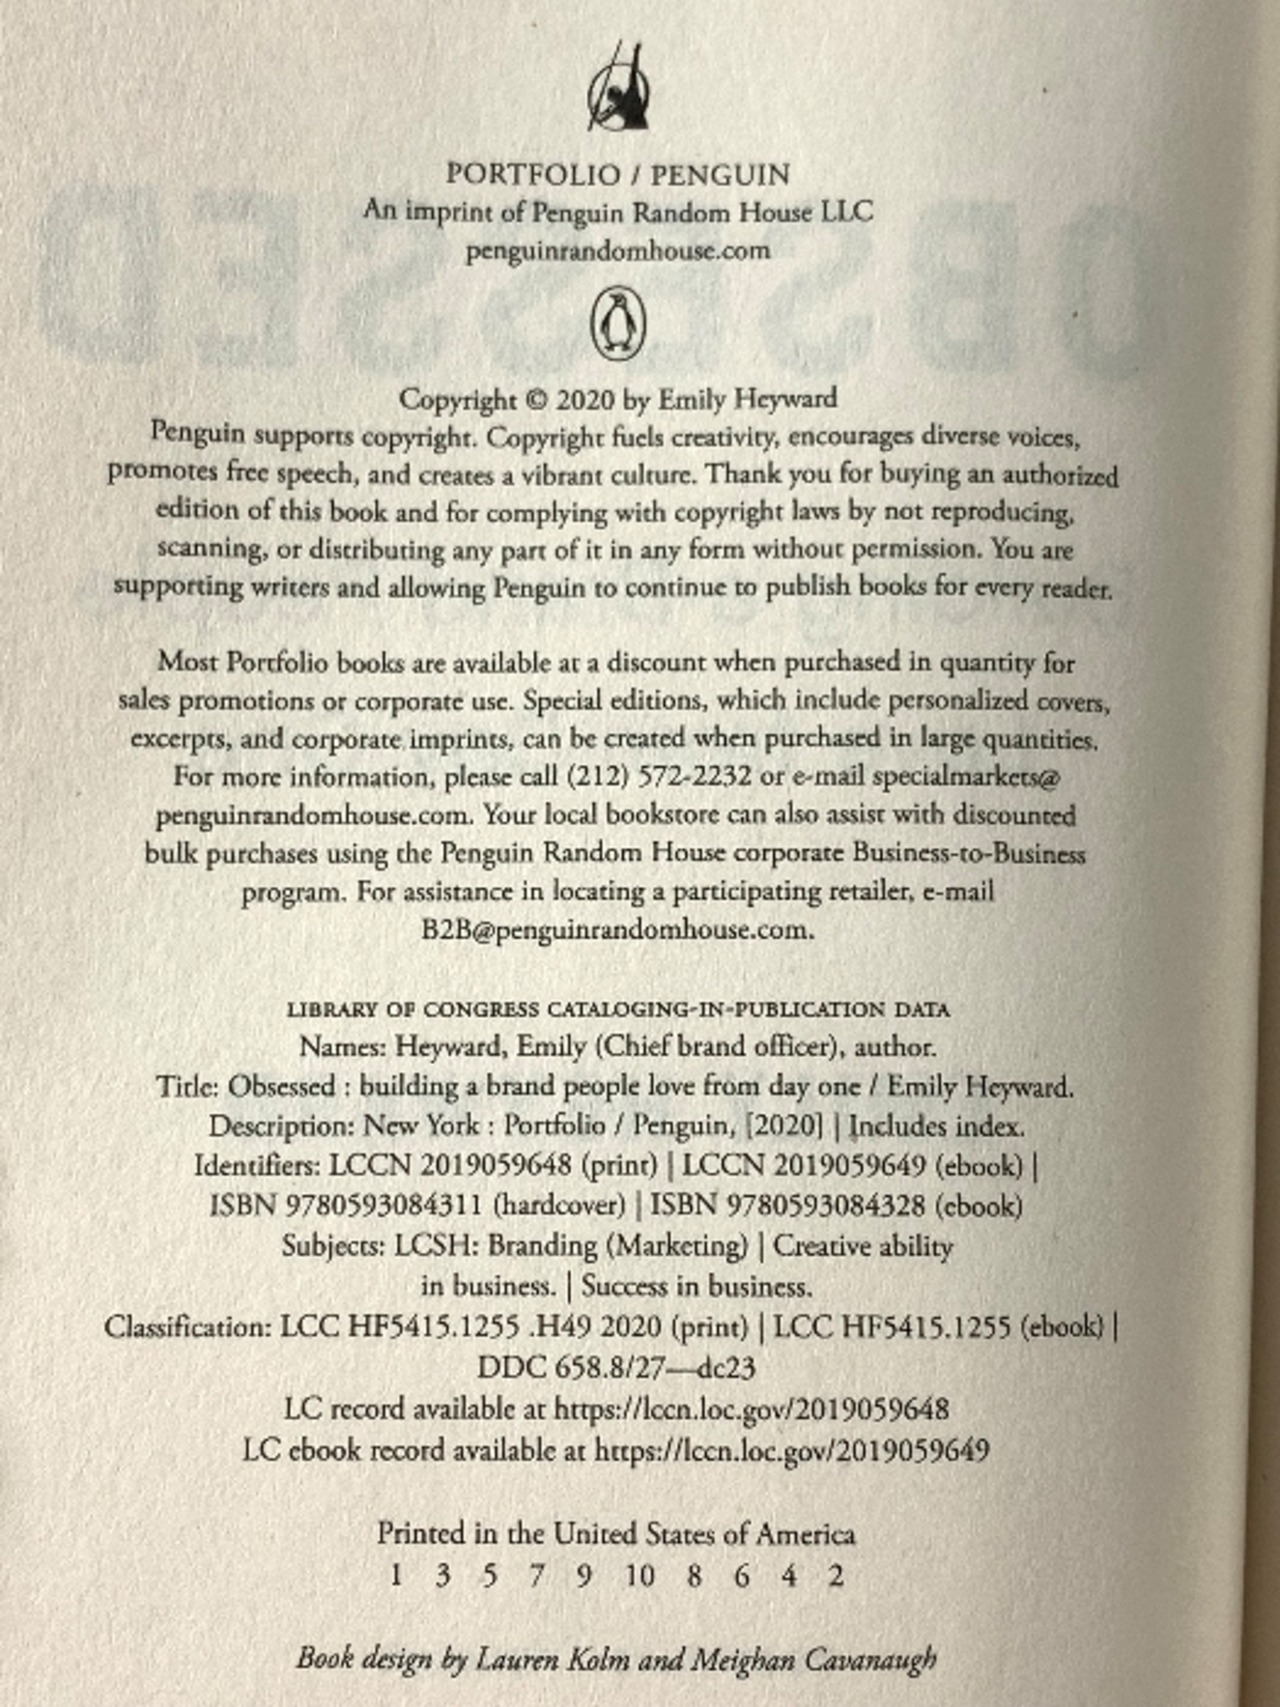 PORTFOLIO / PENGUIN
An imprint of Penguin Random House LLC
penguinrandomhouse.com
Copyright © 2020 by Emily Heyward
Penguin supports copyright. Copyright fuels creativity, encourages diverse voices,
promotes free speech, and creates a vibrant culture. Thank you for buying an authorized
edition of this book and for complying with copyright laws by not reproducing,
scanning, or distributing any part of it in any form without permission. You are
supporting writers and allowing Penguin to continue to publish books for every reader.
Most Portfolio books are available at a discount when purchased in quantity for
sales promotions or corporate use. Special editions, which include personalized covers,
excerpts, and corporate imprints, can be created when purchased in large quantities.
For more information, please call (212) 572-2232 or e-mail specialmarkets@
penguinrandomhouse.com. Your local bookstore can also assist with discounted
bulk purchases using the Penguin Random House corporate Business-to-Business
program. For assistance in locating a participating retailer, e-mail
B2B@penguinrandomhouse.com.
LIBRARY OF CONGRESS CATALOGING-IN-PUBLICATION DATA
Names: Heyward, Emily (Chief brand officer), author.
Title: Obsessed : building a brand people love from day one / Emily Heyward.
Description: New York : Portfolio / Penguin, [2020] | Includes index.
Identifiers: LCCN 2019059648 (print) | LCCN 2019059649 (ebook) |
ISBN 9780593084311 (hardcover) | ISBN 9780593084328 (ebook)
Subjects: LCSH: Branding (Marketing) | Creative ability
in business. | Success in business.
Classification: LCC HF5415.1255 .H49 2020 (print) | LCC HF5415.1255 (ebook) |
DDC 658.8/27—dc23
LC record available at https://lccn.loc.gov/2019059648
LC ebook record available at https://lccn.loc.gov/2019059649
Printed in the United States of America
1 3 5 7 9 10 8 6 4 2
Book design by Lauren Kolm and Meighan Cavanaugh